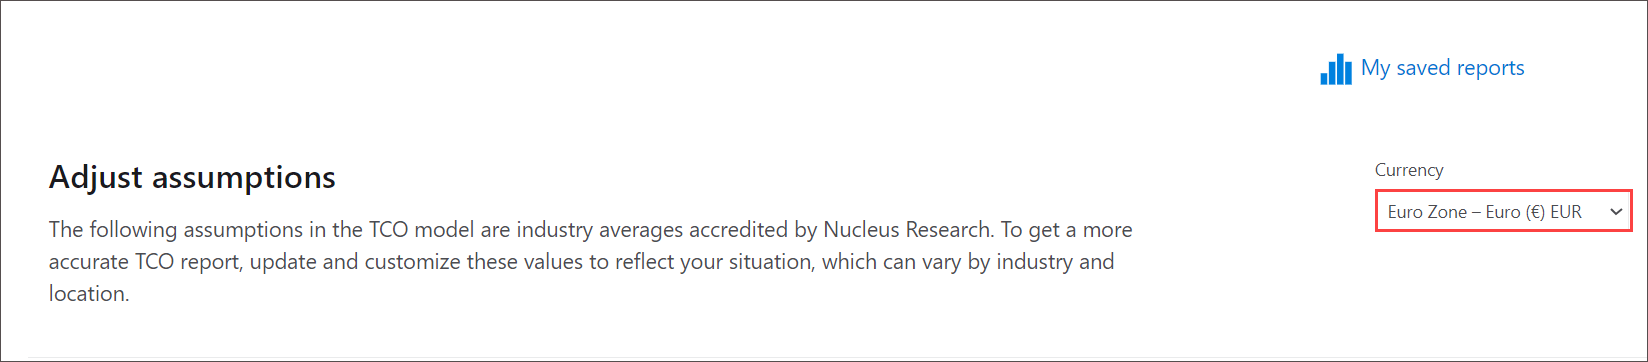 My saved reports
Adjust assumptions
Currency
Euro Zone – Euro (€) EUR
The following assumptions in the TCO model are industry averages accredited by Nucleus Research. To get a more
accurate TCO report, update and customize these values to reflect your situation, which can vary by industry and
location.